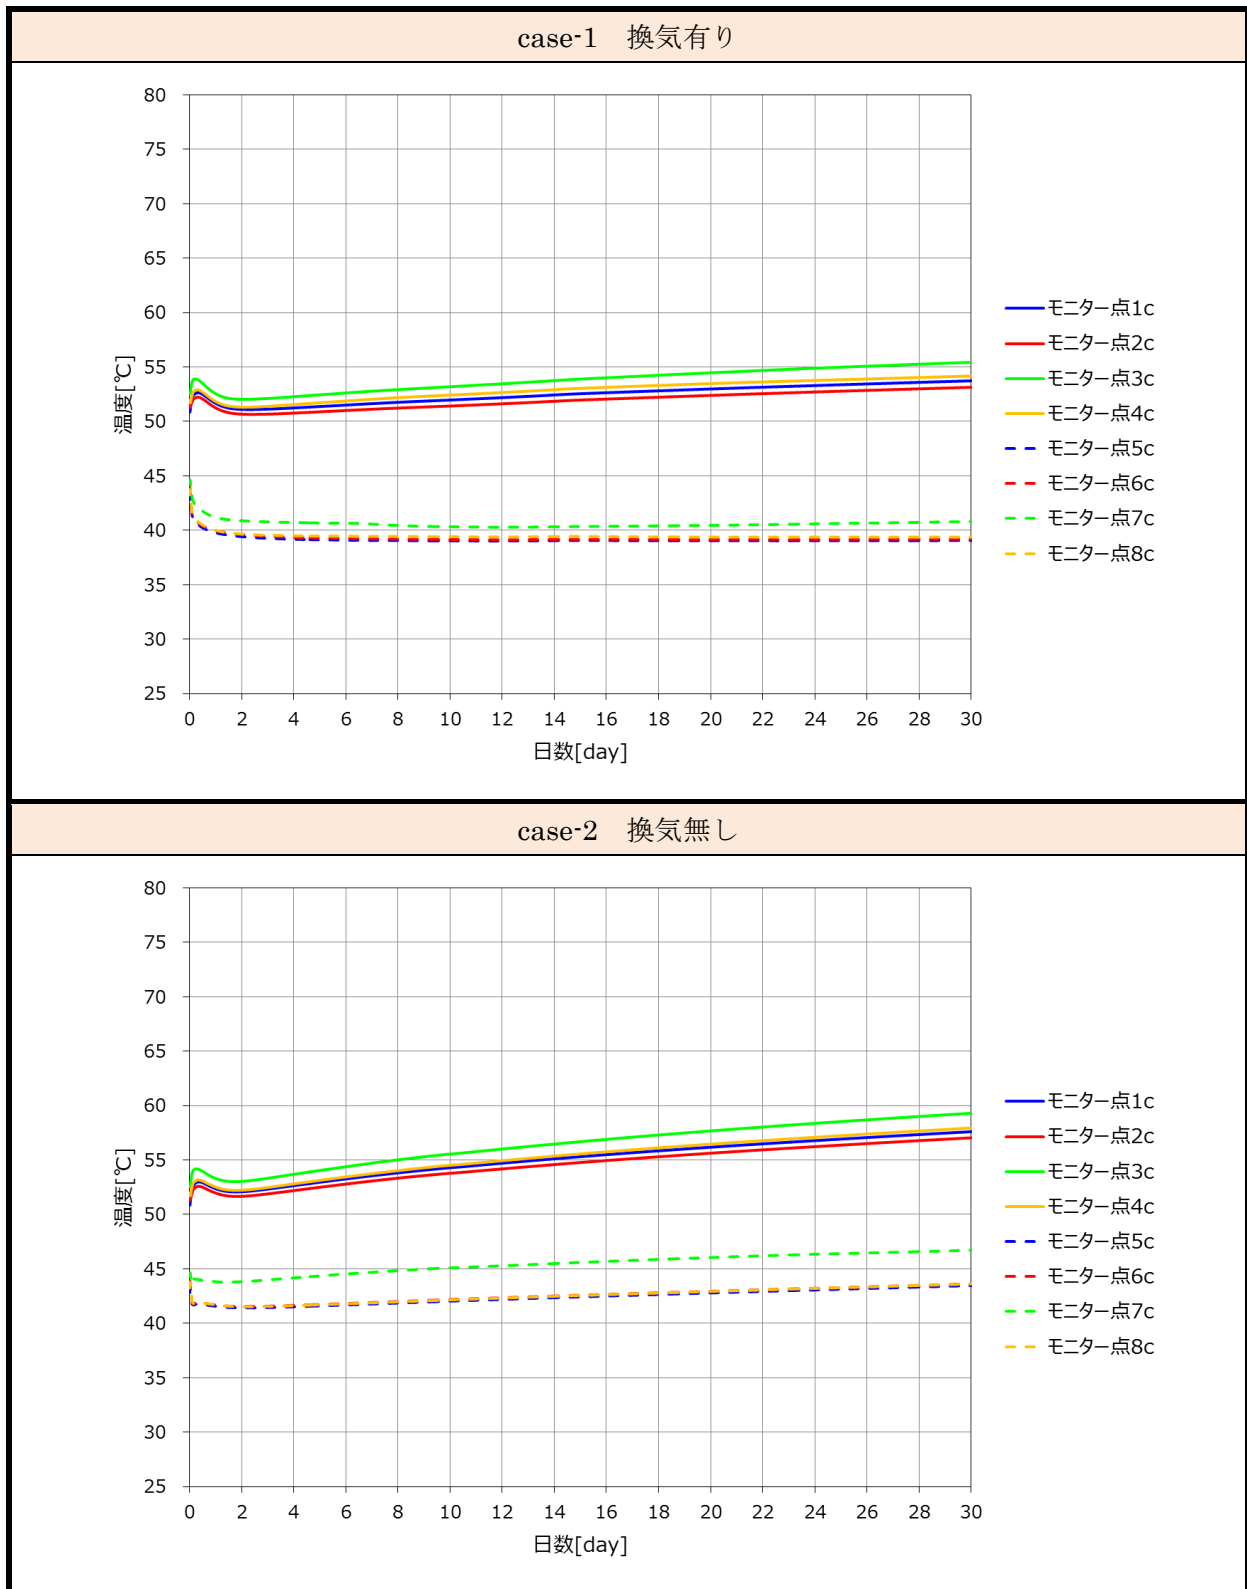 case-1　換気有り
80
75
70
65
60
55
50
45
40
35
30
25
温度[℃]
0 2 4 6 8 10 12 14 16 18 20 22 24 26 28 30
日数[day]
モニター点1c
モニター点2c
モニター点3c
モニター点4c
モニター点5c
モニター点6c
モニター点7c
モニター点8c
case-2　換気無し
80
75
70
65
60
55
50
45
40
35
30
25
温度[℃]
0 2 4 6 8 10 12 14 16 18 20 22 24 26 28 30
日数[day]
モニター点1c
モニター点2c
モニター点3c
モニター点4c
モニター点5c
モニター点6c
モニター点7c
モニター点8c